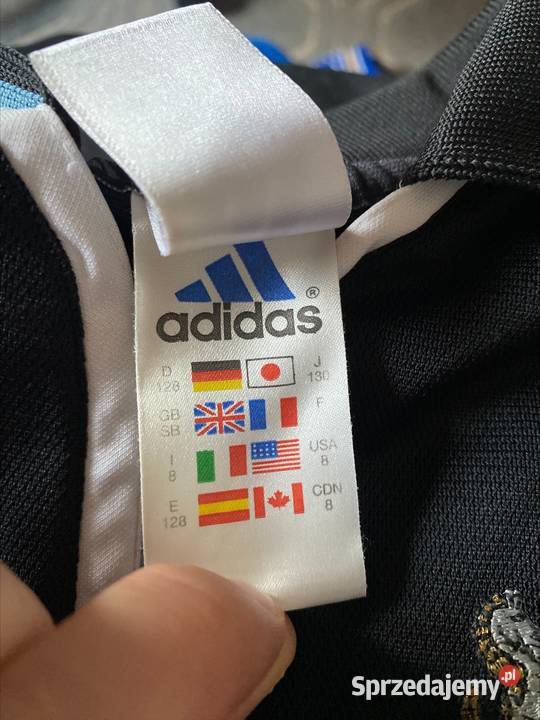 ®
adidas
D J
128 130
GB F
SB
I USA
8 8
E CDN
128 8
Sprzedajemy.pl